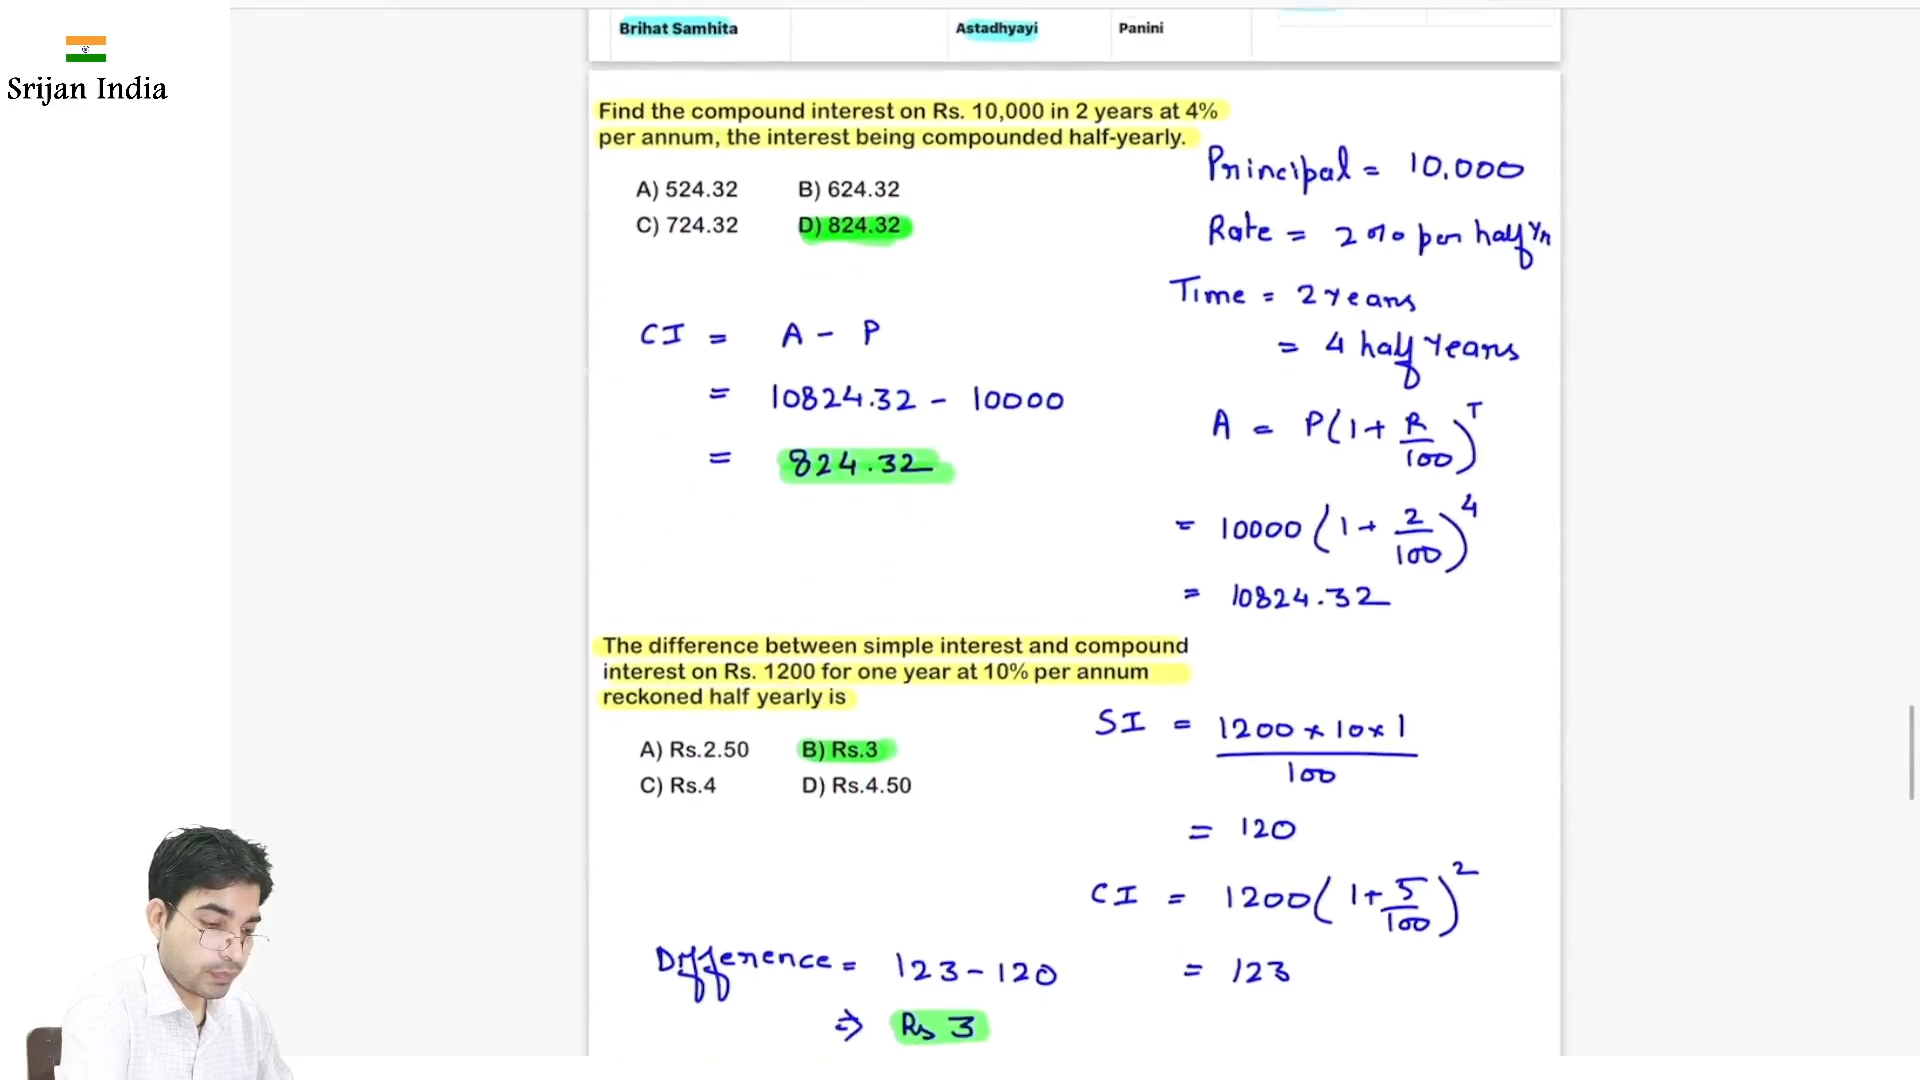 Srijan India
Brihat Samhita Astadhyayi Panini
Find the compound interest on Rs. 10,000 in 2 years at 4%
per annum, the interest being compounded half-yearly.
A) 524.32 B) 624.32
C) 724.32 D) 824.32
Principal = 10,000
Rate = 2% per half yr
Time = 2 years
= 4 half years
CI = A - P
= 10824.32 - 10000
= 824.32
A = P(1 + R/100)^T
= 10000 (1 + 2/100)^4
= 10824.32
The difference between simple interest and compound
interest on Rs. 1200 for one year at 10% per annum
reckoned half yearly is
A) Rs.2.50 B) Rs.3
C) Rs.4 D) Rs.4.50
SI = 1200 × 10 × 1 / 100
= 120
CI = 1200 (1 + 5/100)^2
= 123
Difference = 123 - 120
⇒ Rs 3